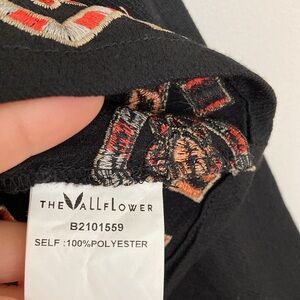 THE WALLFLOWER
B2101559
SELF :100%POLYESTER